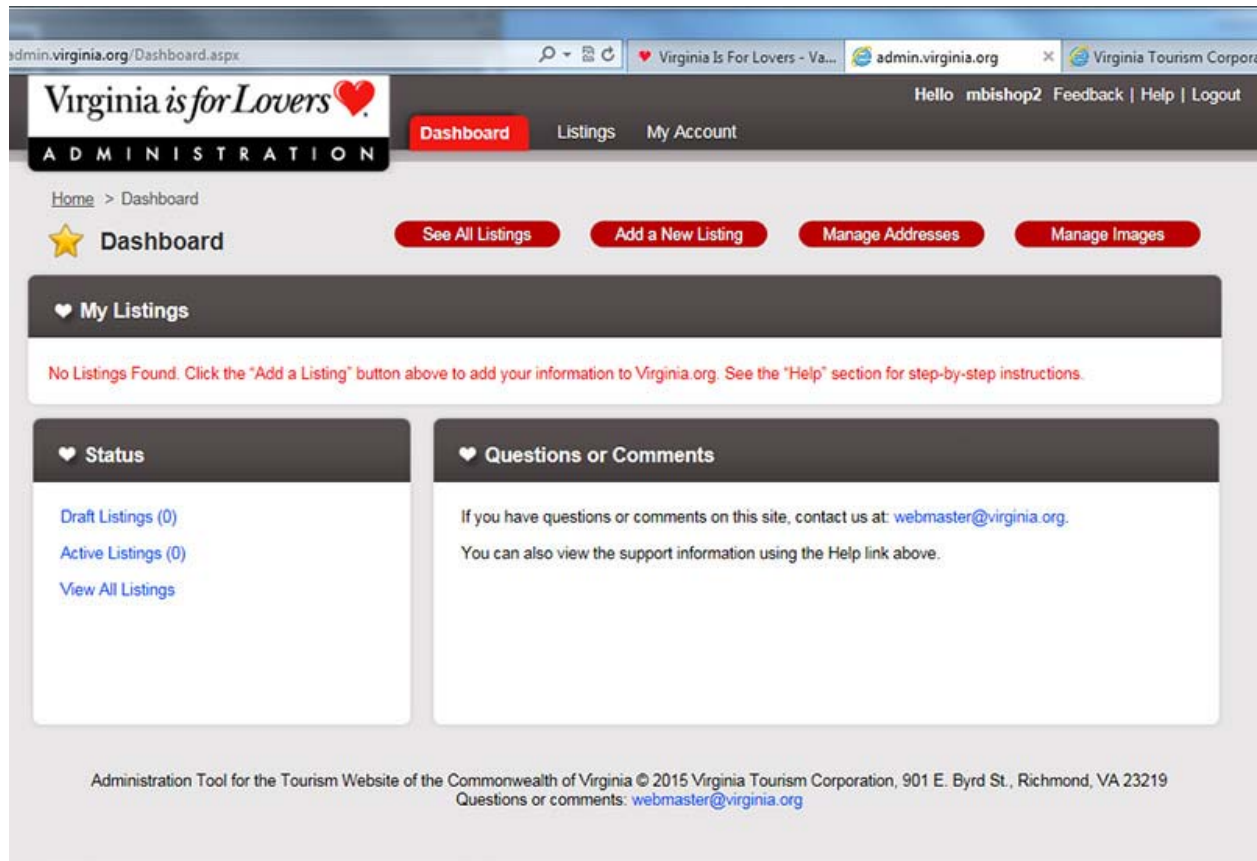 admin.virginia.org/Dashboard.aspx
Virginia Is For Lovers - Va...
admin.virginia.org
Virginia Tourism Corpora
Virginia is for Lovers
ADMINISTRATION
Hello mbishop2 Feedback | Help | Logout
Dashboard Listings My Account
Home > Dashboard
Dashboard
See All Listings
Add a New Listing
Manage Addresses
Manage Images
My Listings
No Listings Found. Click the "Add a Listing" button above to add your information to Virginia.org. See the "Help" section for step-by-step instructions.
Status
Draft Listings (0)
Active Listings (0)
View All Listings
Questions or Comments
If you have questions or comments on this site, contact us at: webmaster@virginia.org.
You can also view the support information using the Help link above.
Administration Tool for the Tourism Website of the Commonwealth of Virginia © 2015 Virginia Tourism Corporation, 901 E. Byrd St., Richmond, VA 23219
Questions or comments: webmaster@virginia.org